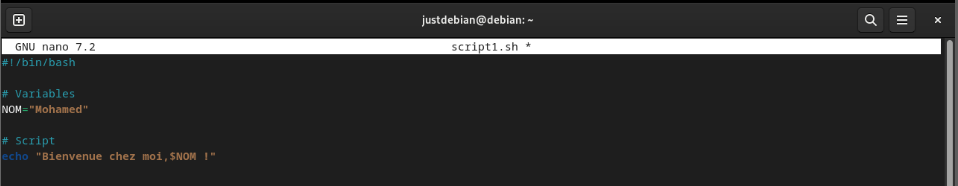 justdebian@debian: ~
GNU nano 7.2 script1.sh *
#!/bin/bash
# Variables
NOM="Mohamed"
# Script
echo "Bienvenue chez moi,$NOM !"